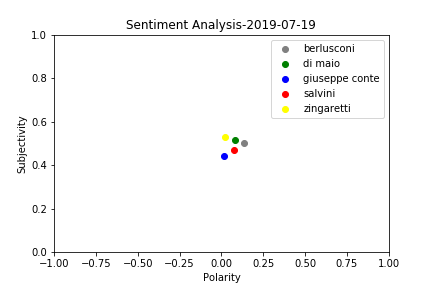 Sentiment Analysis-2019-07-19
1.0
0.8
0.6
0.4
0.2
0.0
Subjectivity
berlusconi
di maio
giuseppe conte
salvini
zingaretti
−1.00 −0.75 −0.50 −0.25 0.00 0.25 0.50 0.75 1.00
Polarity